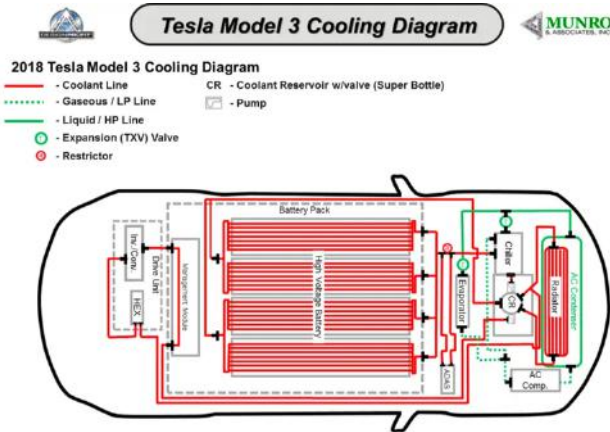 Tesla Model 3 Cooling Diagram
MUNRO
& ASSOCIATES, INC
2018 Tesla Model 3 Cooling Diagram
- Coolant Line
- Gaseous / LP Line
- Liquid / HP Line
- Expansion (TXV) Valve
- Restrictor
CR - Coolant Reservoir w/valve (Super Bottle)
- Pump
Battery Pack
Inv./Conv.
Drive Unit
HEX
Management Module
High Voltage Battery
ADAS
Evaporator
Chiller
CR
Radiator
AC Condenser
AC
Comp.